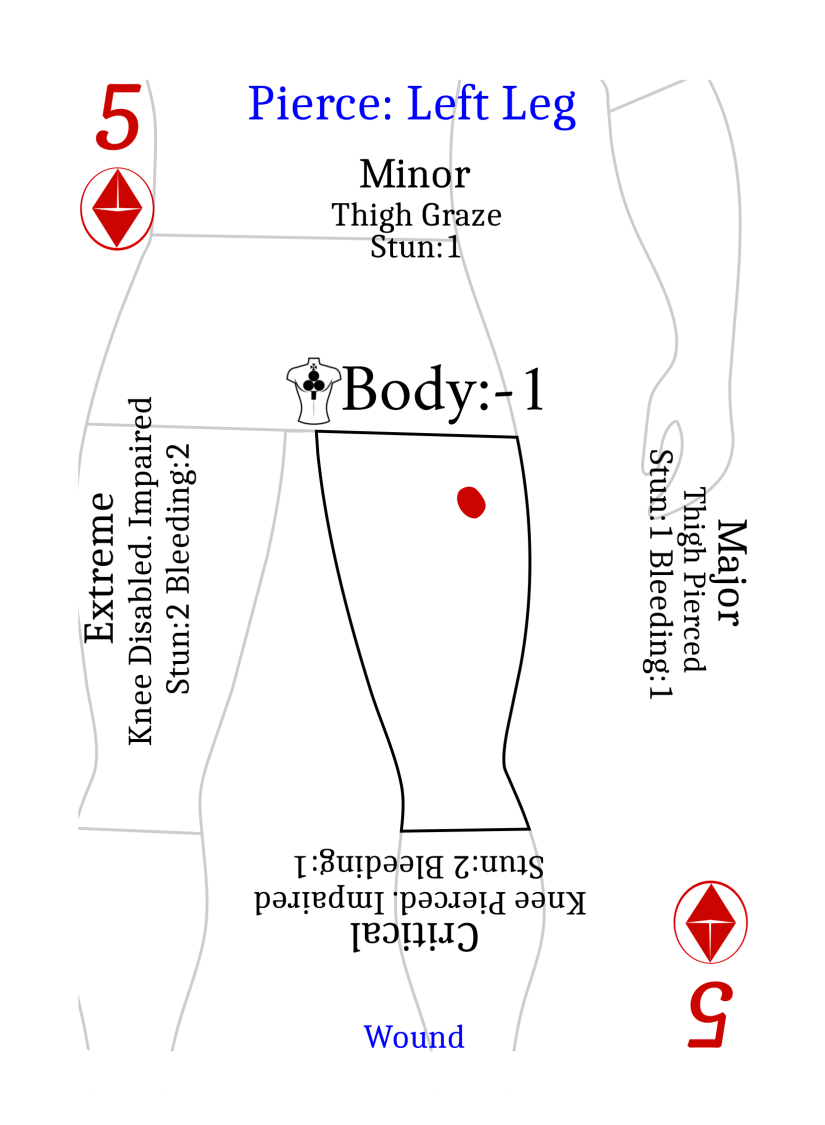 5
Pierce: Left Leg
Minor
Thigh Graze
Stun:1
Body:-1
Extreme
Knee Disabled. Impaired
Stun:2 Bleeding:2
Major
Thigh Pierced
Stun:1 Bleeding:1
Critical
Knee Pierced. Impaired
Stun:2 Bleeding:1
Wound
5